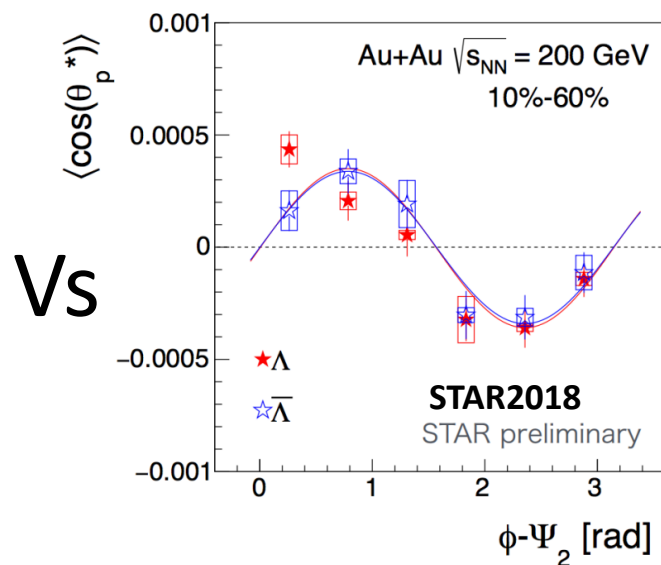 Vs
⟨cos(θp*)⟩
0.001
0.0005
0
−0.0005
−0.001
Au+Au √sNN = 200 GeV
10%-60%
Λ
Λ̅
STAR2018
STAR preliminary
0 1 2 3
ϕ-Ψ2 [rad]